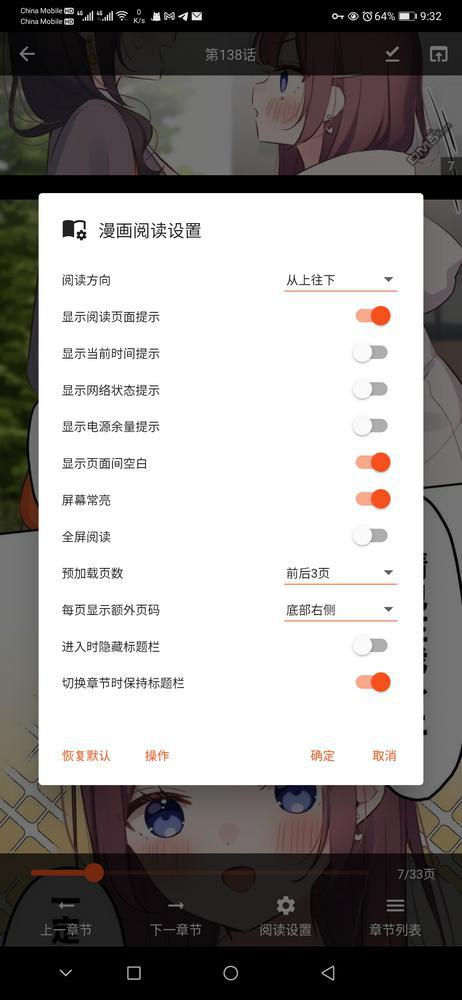 China Mobile HD
China Mobile HD
4G
4G
0
K/s
64%
9:32
第138话
7
漫画阅读设置
阅读方向
从上往下
显示阅读页面提示
显示当前时间提示
显示网络状态提示
显示电源余量提示
显示页面间空白
屏幕常亮
全屏阅读
预加载页数
前后3页
每页显示额外页码
底部右侧
进入时隐藏标题栏
切换章节时保持标题栏
恢复默认
操作
确定
取消
7/33页
一定
上一章节
下一章节
阅读设置
章节列表